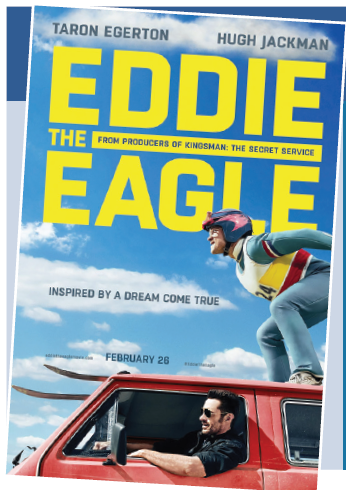 TARON EGERTON HUGH JACKMAN
EDDIE
THE FROM PRODUCERS OF KINGSMAN: THE SECRET SERVICE
EAGLE
INSPIRED BY A DREAM COME TRUE
FEBRUARY 26